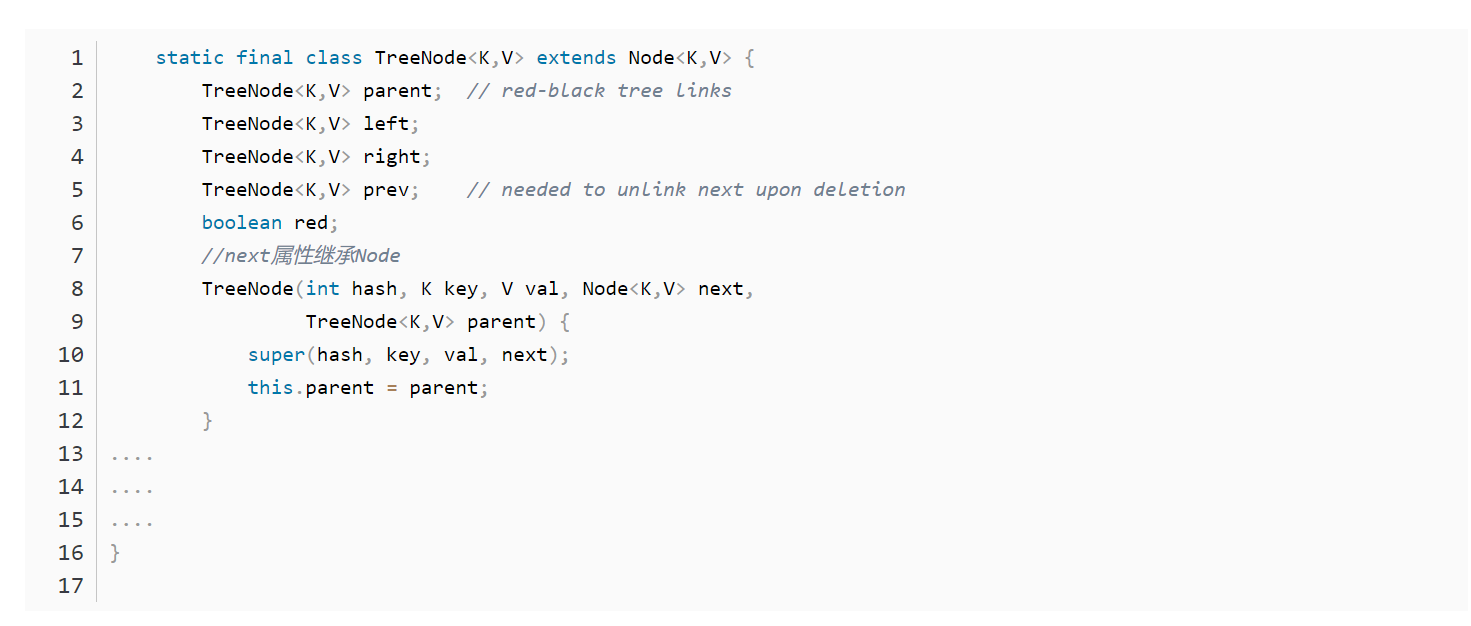 1 static final class TreeNode<K,V> extends Node<K,V> {
2 TreeNode<K,V> parent;  // red-black tree links
3 TreeNode<K,V> left;
4 TreeNode<K,V> right;
5 TreeNode<K,V> prev;    // needed to unlink next upon deletion
6 boolean red;
7 //next属性继承Node
8 TreeNode(int hash, K key, V val, Node<K,V> next,
9 TreeNode<K,V> parent) {
10 super(hash, key, val, next);
11 this.parent = parent;
12 }
13 ....
14 ....
15 ....
16 }
17